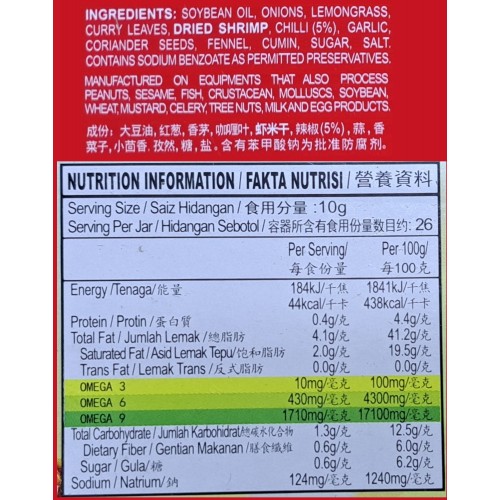 INGREDIENTS: SOYBEAN OIL, ONIONS, LEMONGRASS,
CURRY LEAVES, DRIED SHRIMP, CHILLI (5%), GARLIC,
CORIANDER SEEDS, FENNEL, CUMIN, SUGAR, SALT.
CONTAINS SODIUM BENZOATE AS PERMITTED PRESERVATIVES.
MANUFACTURED ON EQUIPMENTS THAT ALSO PROCESS
PEANUTS, SESAME, FISH, CRUSTACEAN, MOLLUSCS, SOYBEAN,
WHEAT, MUSTARD, CELERY, TREE NUTS, MILK AND EGG PRODUCTS.
成份: 大豆油, 红葱, 香茅, 咖喱叶, 虾米干, 辣椒 (5%), 蒜, 香
菜子, 小茴香, 孜然, 糖, 盐。含有苯甲酸钠为批准防腐剂。
NUTRITION INFORMATION / FAKTA NUTRISI / 營養資料
Serving Size / Saiz Hidangan / 食用分量 :10g
Serving Per Jar / Hidangan Sebotol / 容器所含有食用份量数目约: 26
Per Serving/ Per 100g/
每食份量 每100克
Energy /Tenaga/能量 184kJ/千焦 1841kJ/千焦
44kcal/千卡 438kcal/千卡
Protein / Protin /蛋白質 0.4g/克 4.4g/克
Total Fat / Jumlah Lemak /總脂肪 4.1g/克 41.2g/克
Saturated Fat / Asid Lemak Tepu/饱和脂肪 2.0g/克 19.5g/克
Trans Fat / Lemak Trans /反式脂肪 0.0g/克 0.0g/克
OMEGA 3 10mg/毫克 100mg/毫克
OMEGA 6 430mg/毫克 4300mg/毫克
OMEGA 9 1710mg/毫克 17100mg/毫克
Total Carbohydrate / Jumlah Karbohidrat/總碳水化合物 1.3g/克 12.5g/克
Dietary Fiber / Gentian Makanan /膳食纖維 0.6g/克 6.0g/克
Sugar / Gula/糖 0.6g/克 6.2g/克
Sodium / Natrium/鈉 124mg/毫克 1240mg/毫克